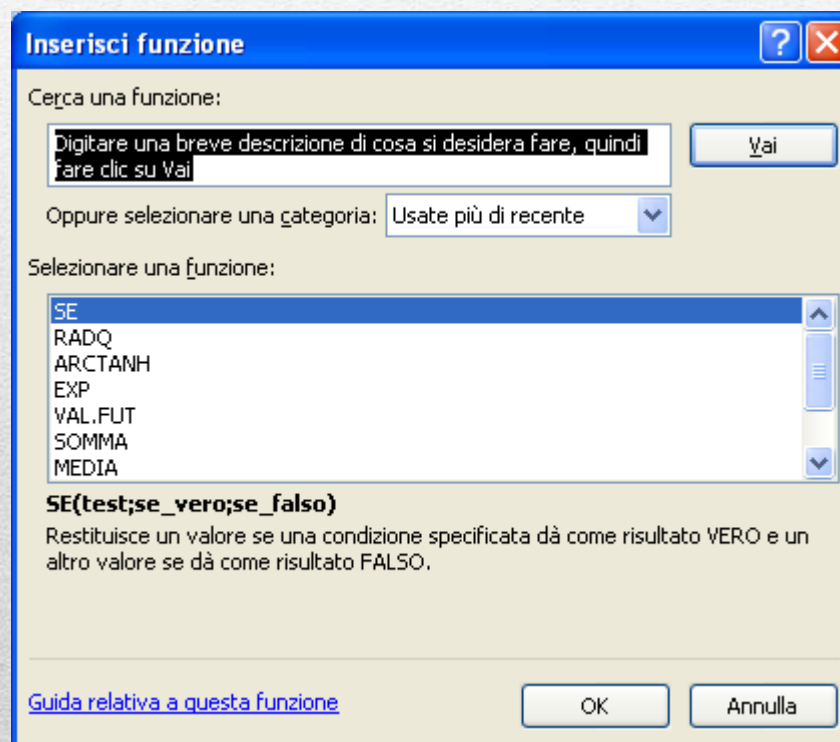 Inserisci funzione
Cerca una funzione:
Digitare una breve descrizione di cosa si desidera fare, quindi
fare clic su Vai
Vai
Oppure selezionare una categoria: Usate più di recente
Selezionare una funzione:
SE
RADQ
ARCTANH
EXP
VAL.FUT
SOMMA
MEDIA
SE(test;se_vero;se_falso)
Restituisce un valore se una condizione specificata dà come risultato VERO e un
altro valore se dà come risultato FALSO.
Guida relativa a questa funzione
OK
Annulla